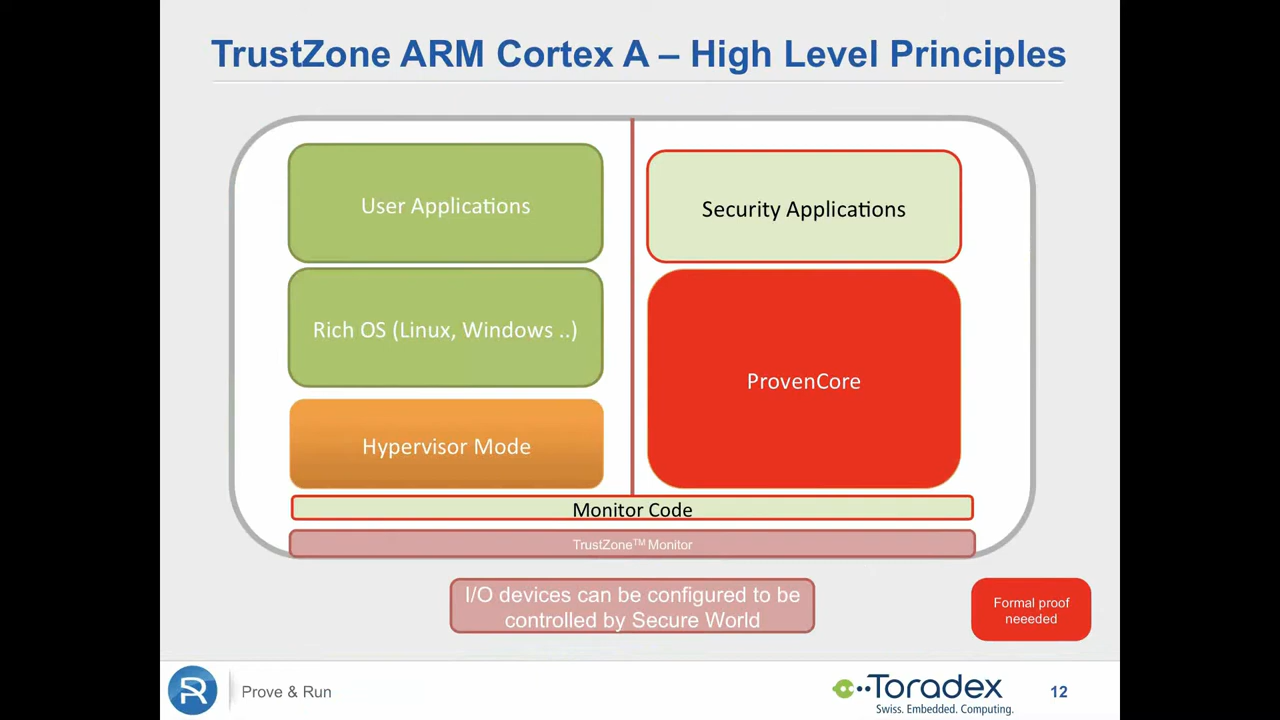 TrustZone ARM Cortex A – High Level Principles
User Applications
Security Applications
Rich OS (Linux, Windows ..)
ProvenCore
Hypervisor Mode
Monitor Code
TrustZone™ Monitor
I/O devices can be configured to be
controlled by Secure World
Formal proof
neeeded
Prove & Run
Toradex
Swiss. Embedded. Computing.
12